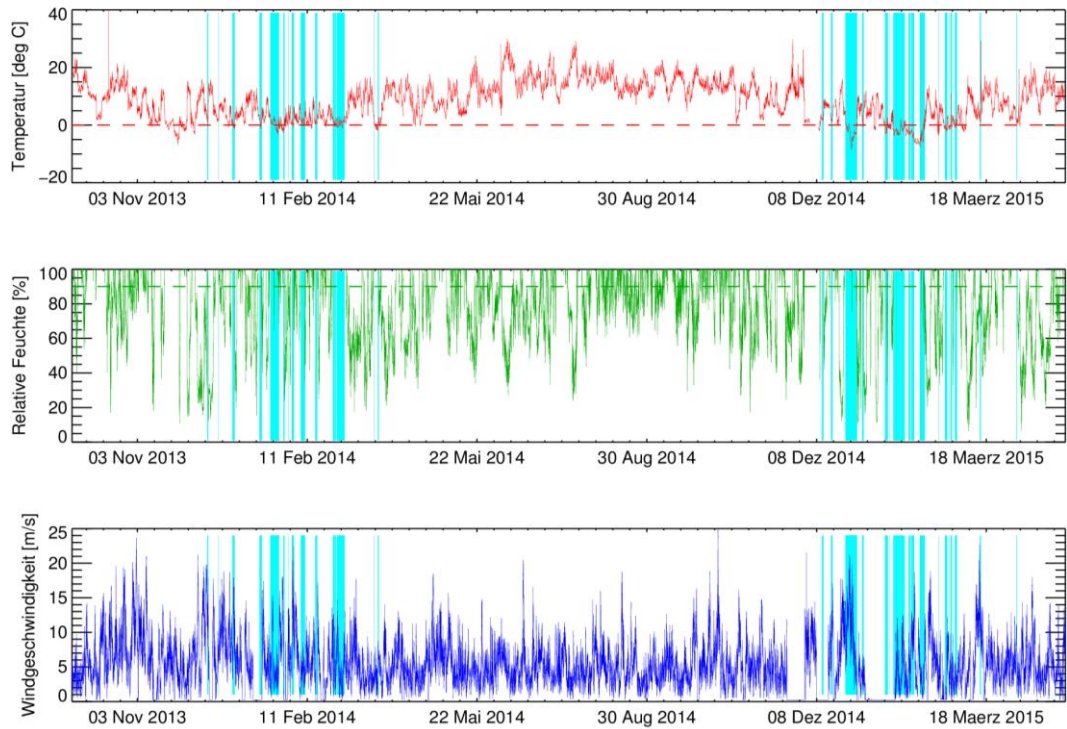 Temperatur [deg C]
40
20
0
−20
03 Nov 2013 11 Feb 2014 22 Mai 2014 30 Aug 2014 08 Dez 2014 18 Maerz 2015
Relative Feuchte [%]
100
80
60
40
20
0
03 Nov 2013 11 Feb 2014 22 Mai 2014 30 Aug 2014 08 Dez 2014 18 Maerz 2015
Windgeschwindigkeit [m/s]
25
20
15
10
5
0
03 Nov 2013 11 Feb 2014 22 Mai 2014 30 Aug 2014 08 Dez 2014 18 Maerz 2015